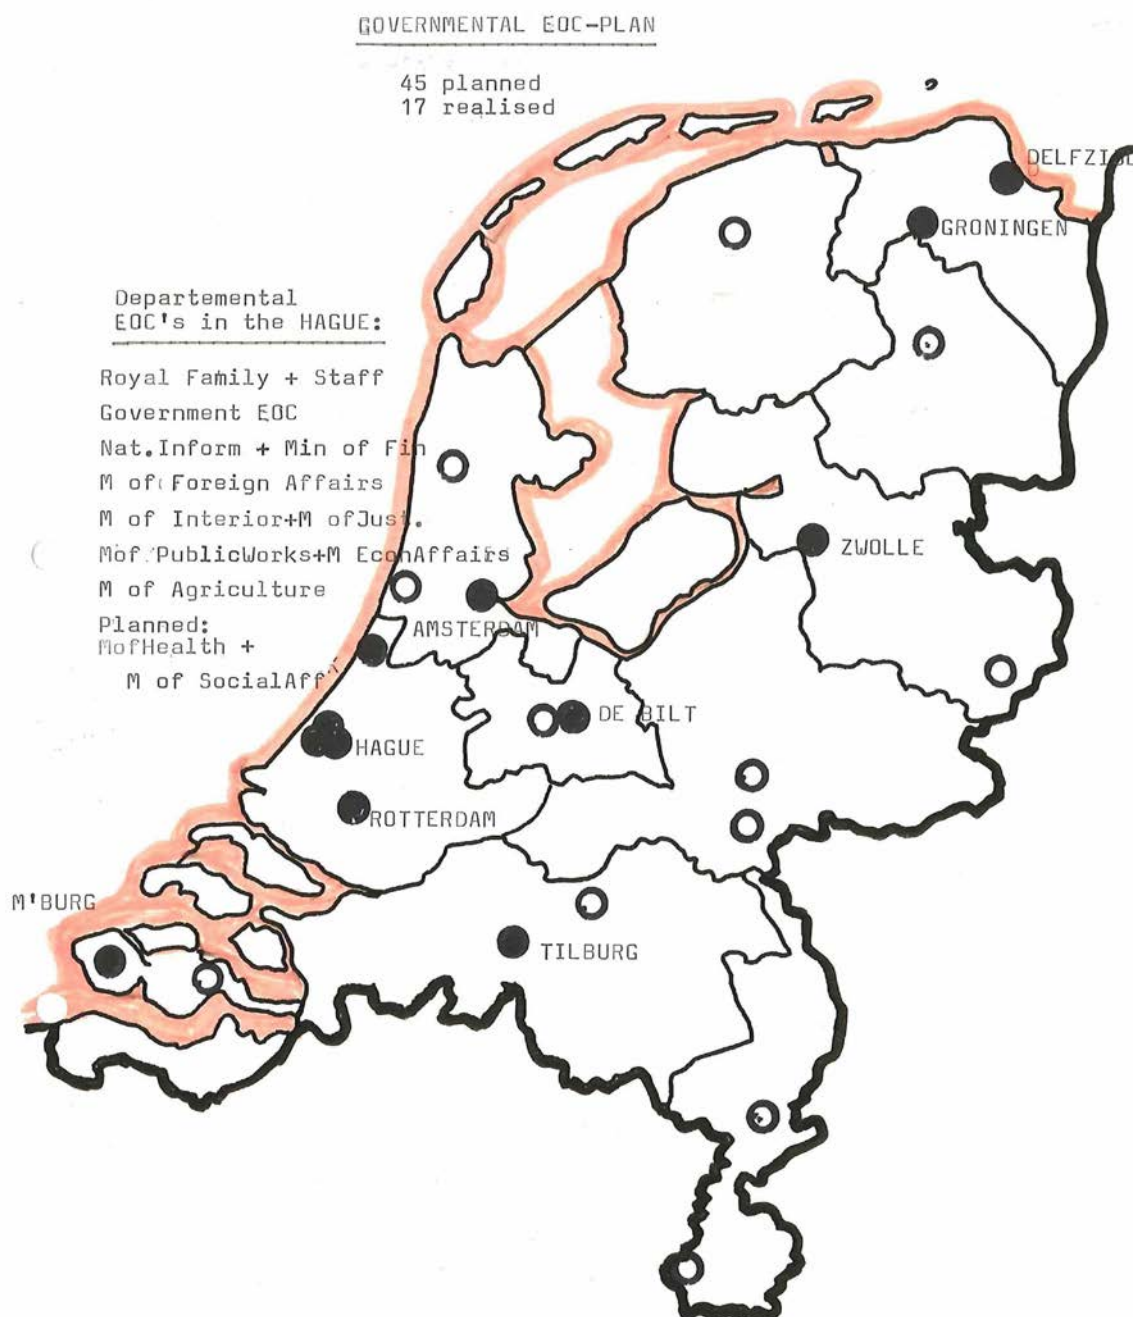 GOVERNMENTAL EOC-PLAN
45 planned
17 realised
DELFZIJL
GRONINGEN
Departemental
EOC's in the HAGUE:
Royal Family + Staff
Government EOC
Nat.Inform + Min of Fin
M of Foreign Affairs
M of Interior+M ofJust.
Mof PublicWorks+M EconAffairs
M of Agriculture
Planned:
MofHealth +
M of SocialAff
ZWOLLE
AMSTERDAM
DE BILT
HAGUE
ROTTERDAM
M'BURG
TILBURG